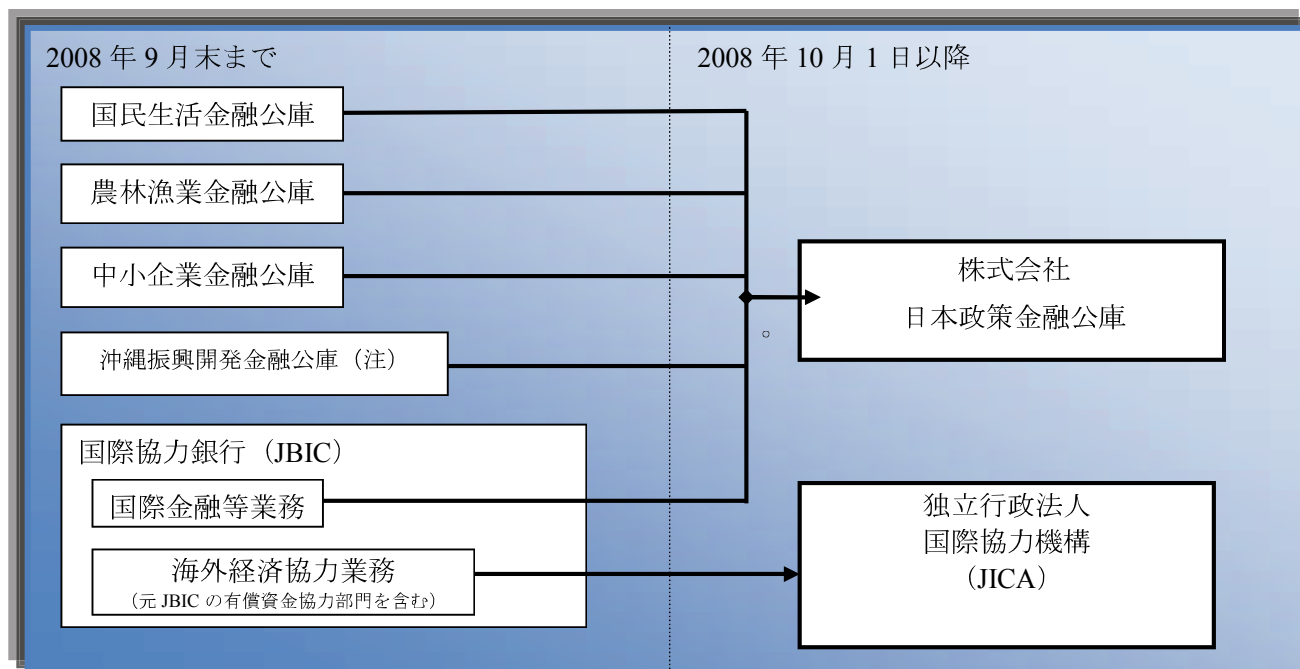 2008 年 9 月末まで
2008 年 10 月 1 日以降
国民生活金融公庫
農林漁業金融公庫
中小企業金融公庫
沖縄振興開発金融公庫（注）
国際協力銀行（JBIC）
国際金融等業務
海外経済協力業務
（元 JBIC の有償資金協力部門を含む）
株式会社
日本政策金融公庫
。
独立行政法人
国際協力機構
（JICA）